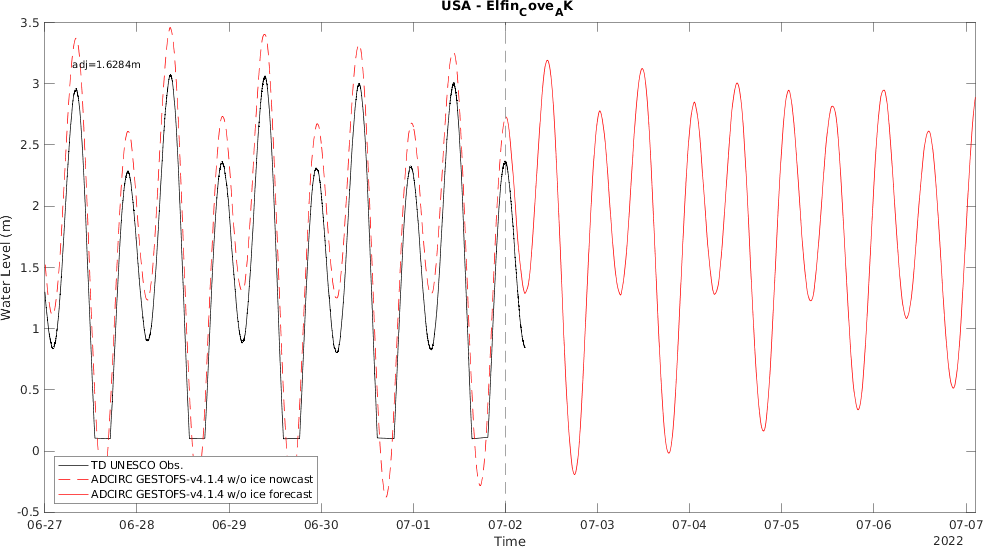 USA - ElfinCoveAK
3.5
adj=1.6284m
3
2.5
2
1.5
1
0.5
0
-0.5
Water Level (m)
TD UNESCO Obs.
ADCIRC GESTOFS-v4.1.4 w/o ice nowcast
ADCIRC GESTOFS-v4.1.4 w/o ice forecast
06-27 06-28 06-29 06-30 07-01 07-02 07-03 07-04 07-05 07-06 07-07
Time
2022